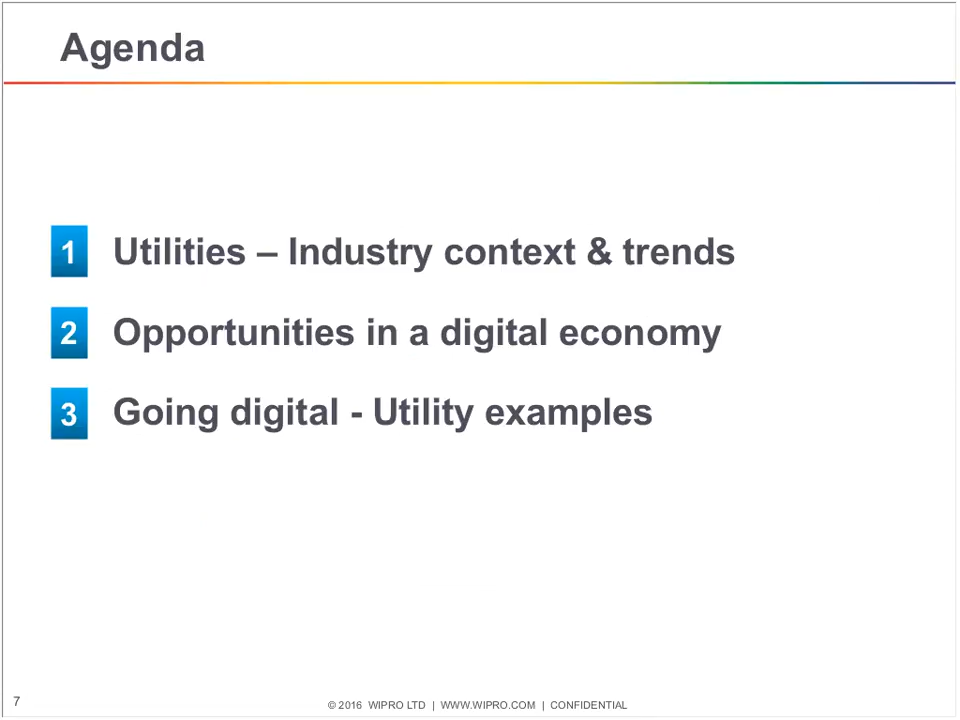 Agenda
1 Utilities – Industry context & trends
2 Opportunities in a digital economy
3 Going digital - Utility examples
7 © 2016 WIPRO LTD | WWW.WIPRO.COM | CONFIDENTIAL